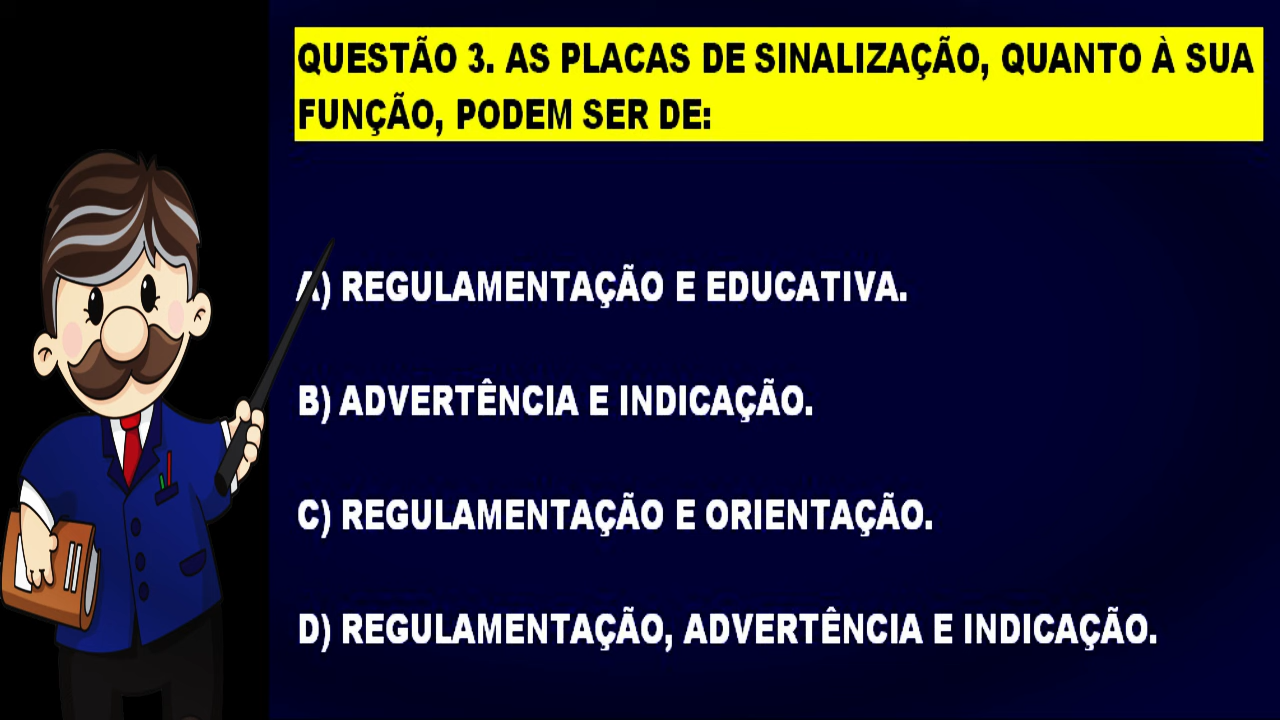 QUESTÃO 3. AS PLACAS DE SINALIZAÇÃO, QUANTO À SUA
FUNÇÃO, PODEM SER DE:
A) REGULAMENTAÇÃO E EDUCATIVA.
B) ADVERTÊNCIA E INDICAÇÃO.
C) REGULAMENTAÇÃO E ORIENTAÇÃO.
D) REGULAMENTAÇÃO, ADVERTÊNCIA E INDICAÇÃO.